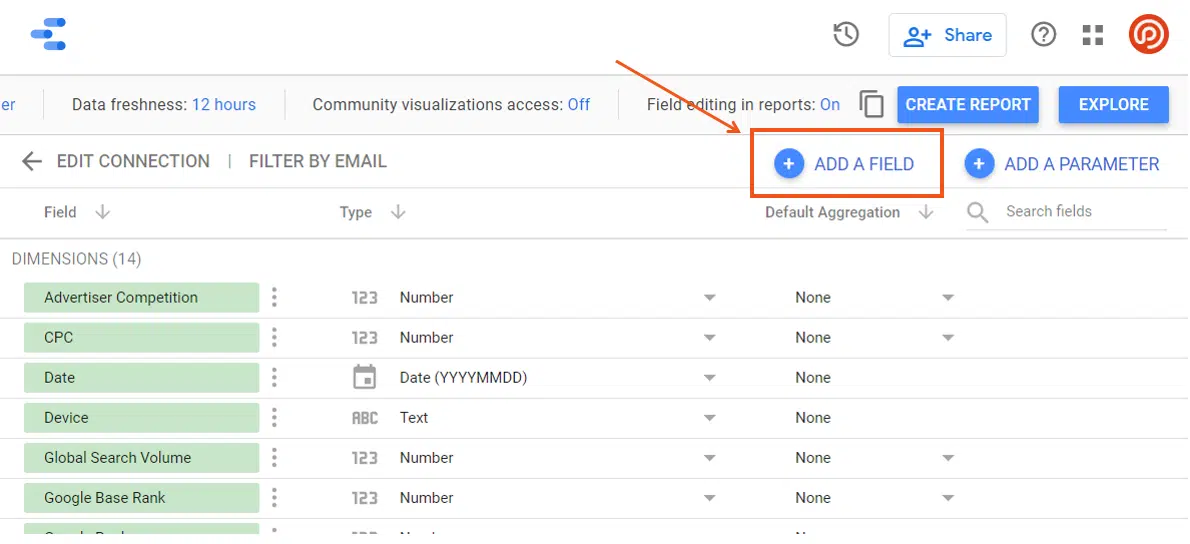 Share
er
Data freshness: 12 hours
Community visualizations access: Off
Field editing in reports: On
CREATE REPORT
EXPLORE
EDIT CONNECTION | FILTER BY EMAIL
ADD A FIELD
ADD A PARAMETER
Field
Type
Default Aggregation
Search fields
DIMENSIONS (14)
Advertiser Competition 123 Number None
CPC 123 Number None
Date Date (YYYYMMDD) None
Device ABC Text None
Global Search Volume 123 Number None
Google Base Rank 123 Number None